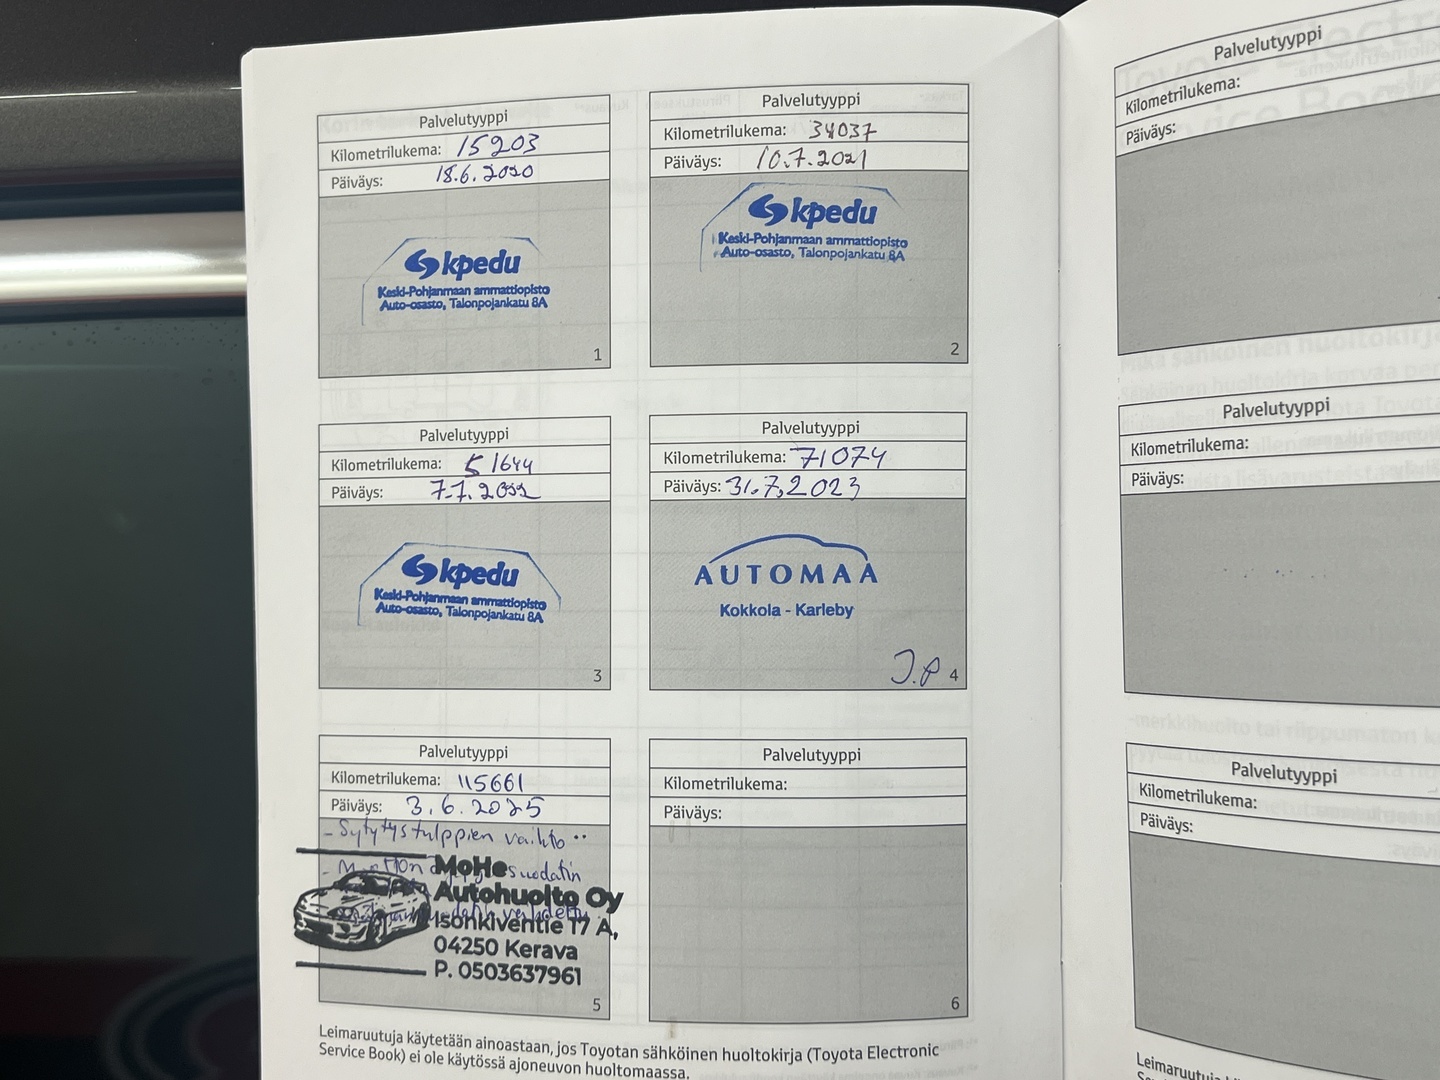 Palvelutyyppi
Kilometrilukema: 15203
Päiväys: 18.6.2020
kpedu
Keski-Pohjanmaan ammattiopisto
Auto-osasto, Talonpojankatu 8A
1
Palvelutyyppi
Kilometrilukema: 34037
Päiväys: 10.7.2021
kpedu
Keski-Pohjanmaan ammattiopisto
Auto-osasto, Talonpojankatu 8A
2
Palvelutyyppi
Kilometrilukema: 51644
Päiväys: 7.7.2022
kpedu
Keski-Pohjanmaan ammattiopisto
Auto-osasto, Talonpojankatu 8A
3
Palvelutyyppi
Kilometrilukema: 71074
Päiväys: 31.7.2023
AUTOMAA
Kokkola - Karleby
J.P
4
Palvelutyyppi
Kilometrilukema: 115661
Päiväys: 3.6.2025
- Sytytystulppien vaihto
suodatin
MoHe
Autohuolto Oy
Isonkiventie 17 A,
04250 Kerava
P. 0503637961
5
Palvelutyyppi
Kilometrilukema:
Päiväys:
6
Leimaruutuja käytetään ainoastaan, jos Toyotan sähköinen huoltokirja (Toyota Electronic
Service Book) ei ole käytössä ajoneuvon huoltomaassa.
Palvelutyyppi
Kilometrilukema:
Päiväys:
Palvelutyyppi
Kilometrilukema:
Päiväys:
Palvelutyyppi
Kilometrilukema:
Päiväys: